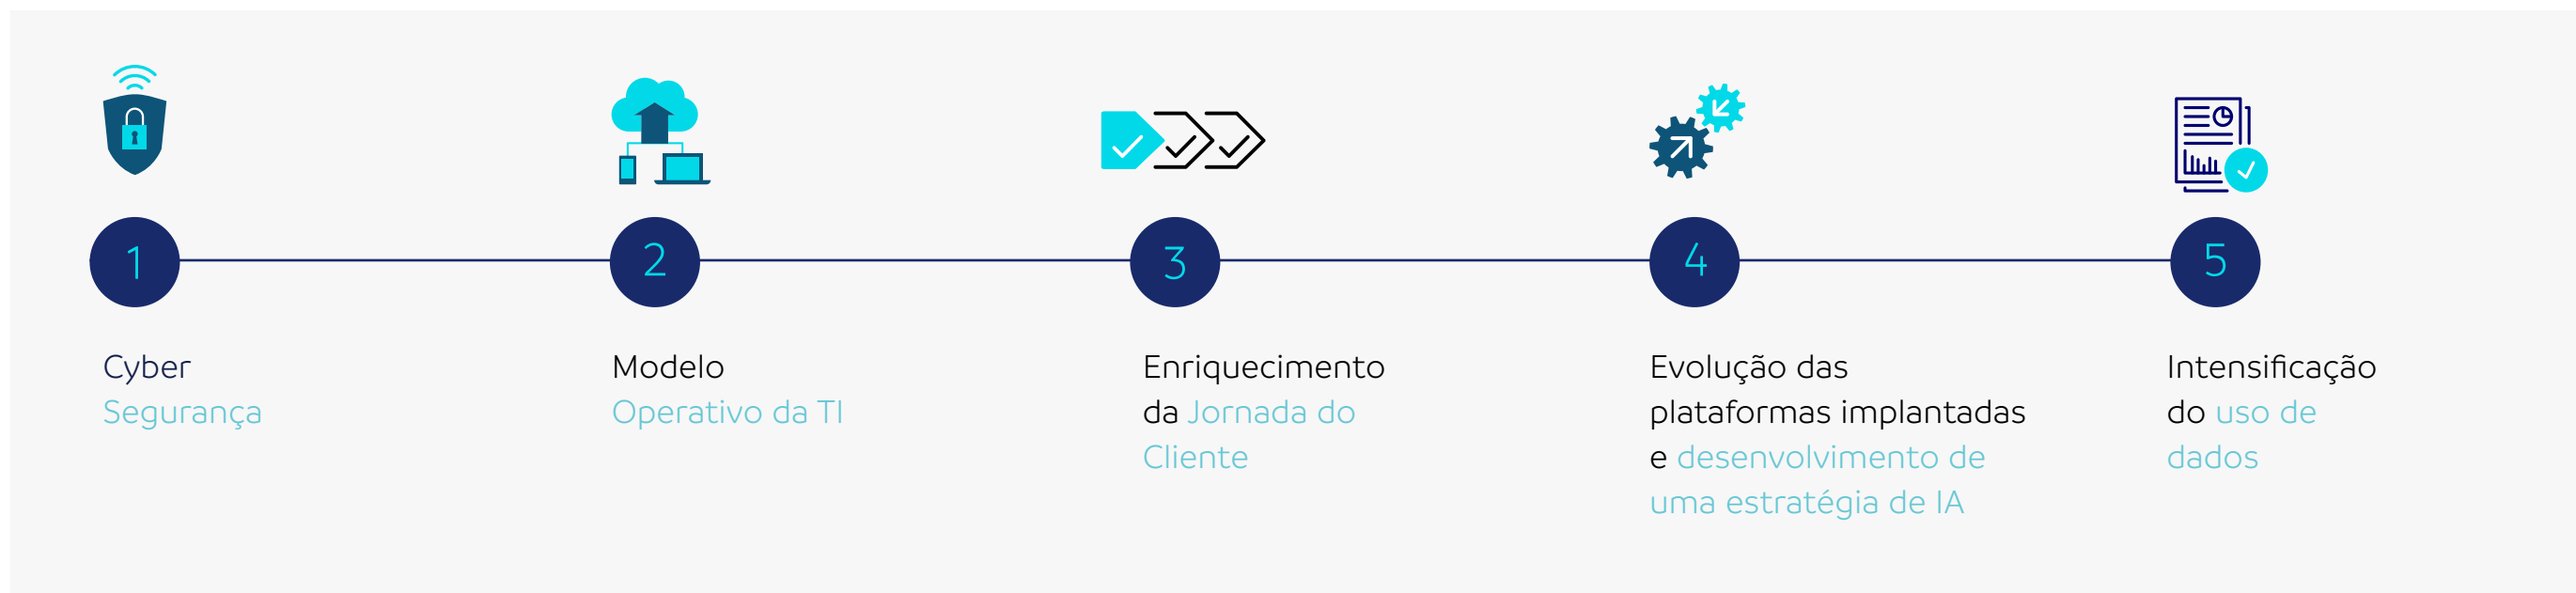 1
2
3
4
5
Cyber
Segurança
Modelo
Operativo da TI
Enriquecimento
da Jornada do
Cliente
Evolução das
plataformas implantadas
e desenvolvimento de
uma estratégia de IA
Intensificação
do uso de
dados